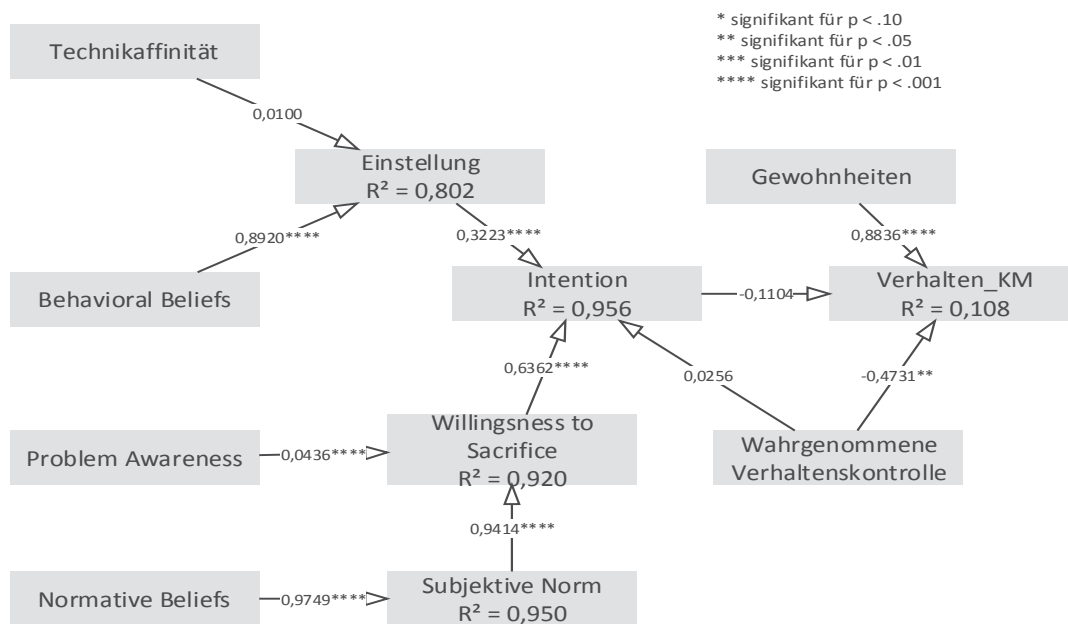 * signifikant für p < .10
** signifikant für p < .05
*** signifikant für p < .01
**** signifikant für p < .001
Technikaffinität
0,0100
Einstellung
R² = 0,802
Gewohnheiten
0,8920****
0,3223****
0,8836****
Behavioral Beliefs
Intention
R² = 0,956
-0,1104
Verhalten_KM
R² = 0,108
0,6362****
0,0256
-0,4731**
Problem Awareness
0,0436****
Willingsness to
Sacrifice
R² = 0,920
Wahrgenommene
Verhaltenskontrolle
0,9414****
Normative Beliefs
0,9749****
Subjektive Norm
R² = 0,950